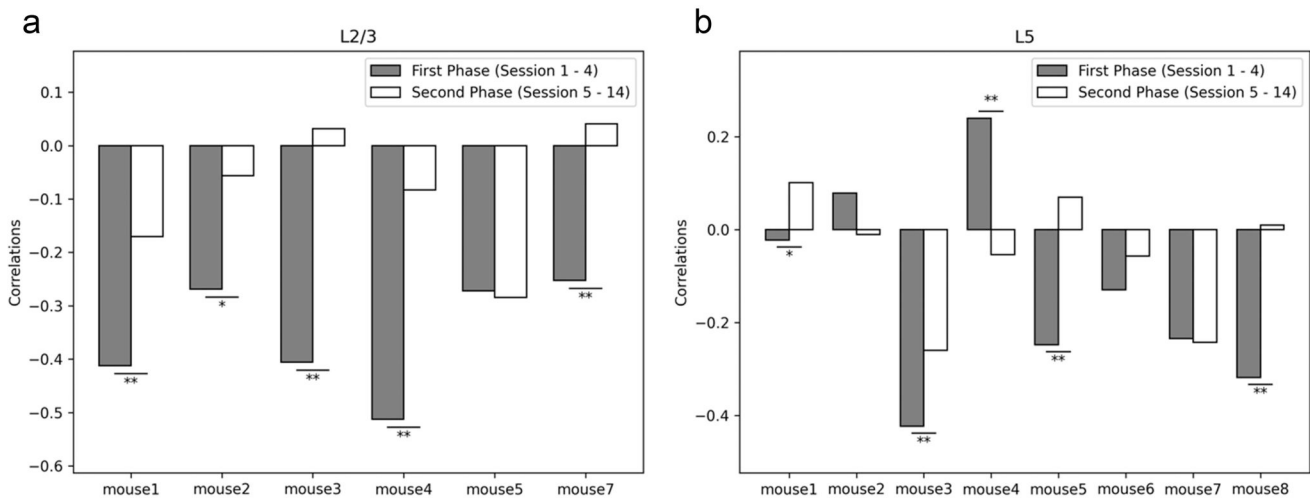 a
L2/3
First Phase (Session 1 - 4)
Second Phase (Session 5 - 14)
Correlations
0.1
0.0
−0.1
−0.2
−0.3
−0.4
−0.5
−0.6
**
*
**
**
**
mouse1 mouse2 mouse3 mouse4 mouse5 mouse7
b
L5
First Phase (Session 1 - 4)
Second Phase (Session 5 - 14)
Correlations
0.2
0.0
−0.2
−0.4
*
**
**
**
**
mouse1 mouse2 mouse3 mouse4 mouse5 mouse6 mouse7 mouse8